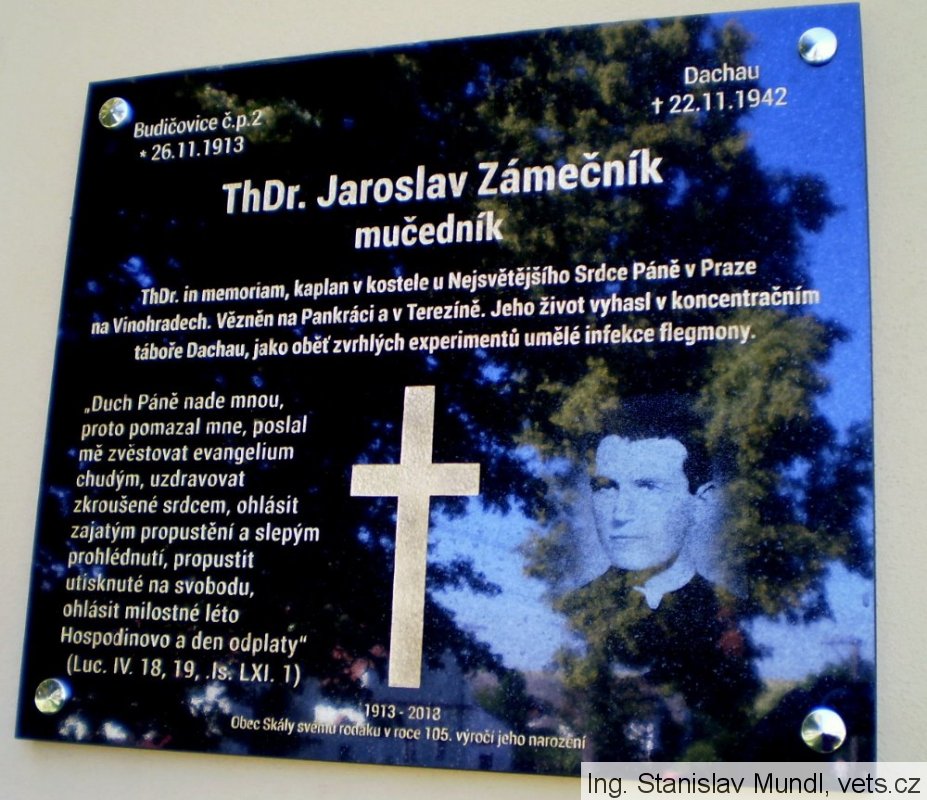 Budičovice č.p.2
* 26.11.1913
Dachau
† 22.11.1942
ThDr. Jaroslav Zámečník
mučedník
ThDr. in memoriam, kaplan v kostele u Nejsvětějšího Srdce Páně v Praze
na Vinohradech. Vězněn na Pankráci a v Terezíně. Jeho život vyhasl v koncentračním
táboře Dachau, jako oběť zvrhlých experimentů umělé infekce flegmony.
„Duch Páně nade mnou,
proto pomazal mne, poslal
mě zvěstovat evangelium
chudým, uzdravovat
zkroušené srdcem, ohlásit
zajatým propustění a slepým
prohlédnutí, propustit
utisknuté na svobodu,
ohlásit milostné léto
Hospodinovo a den odplaty“
(Luc. IV. 18, 19, .Is. LXI. 1)
1913 - 2018
Obec Skály svému rodáku v roce 105. výročí jeho narození
Ing. Stanislav Mundl, vets.cz